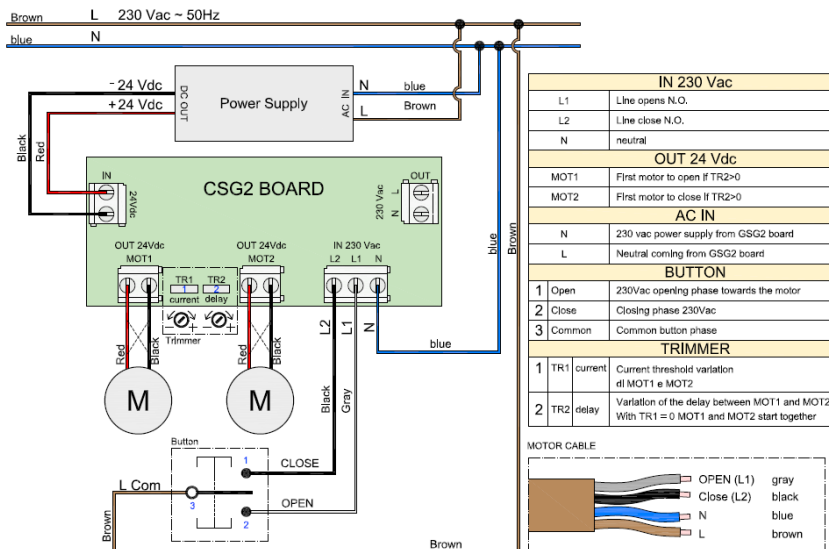 Brown L 230 Vac ~ 50Hz
blue N
- 24 Vdc
+ 24 Vdc
DC OUT
Power Supply
AC IN
N blue
L Brown
Black
Red
IN
24Vdc
CSG2 BOARD
OUT
230 Vac
L
N
OUT 24Vdc
MOT1
OUT 24Vdc
MOT2
IN 230 Vac
L2 L1 N
TR1 TR2
1 2
current delay
- + - +
Trimmer
Red
Black
Red
Black
L2
L1
N
blue
blue
Brown
M
M
Black
Gray
Button
1
CLOSE
L Com
3
OPEN
2
Brown
Brown
IN 230 Vac
L1 Line opens N.O.
L2 Line close N.O.
N neutral
OUT 24 Vdc
MOT1 First motor to open if TR2>0
MOT2 First motor to close if TR2>0
AC IN
N 230 vac power supply from GSG2 board
L Neutral coming from GSG2 board
BUTTON
1 Open 230Vac opening phase towards the motor
2 Close Closing phase 230Vac
3 Common Common button phase
TRIMMER
1 TR1 current Current threshold variation
di MOT1 e MOT2
2 TR2 delay Variation of the delay between MOT1 and MOT2
With TR1 = 0 MOT1 and MOT2 start together
MOTOR CABLE
OPEN (L1) gray
Close (L2) black
N blue
L brown